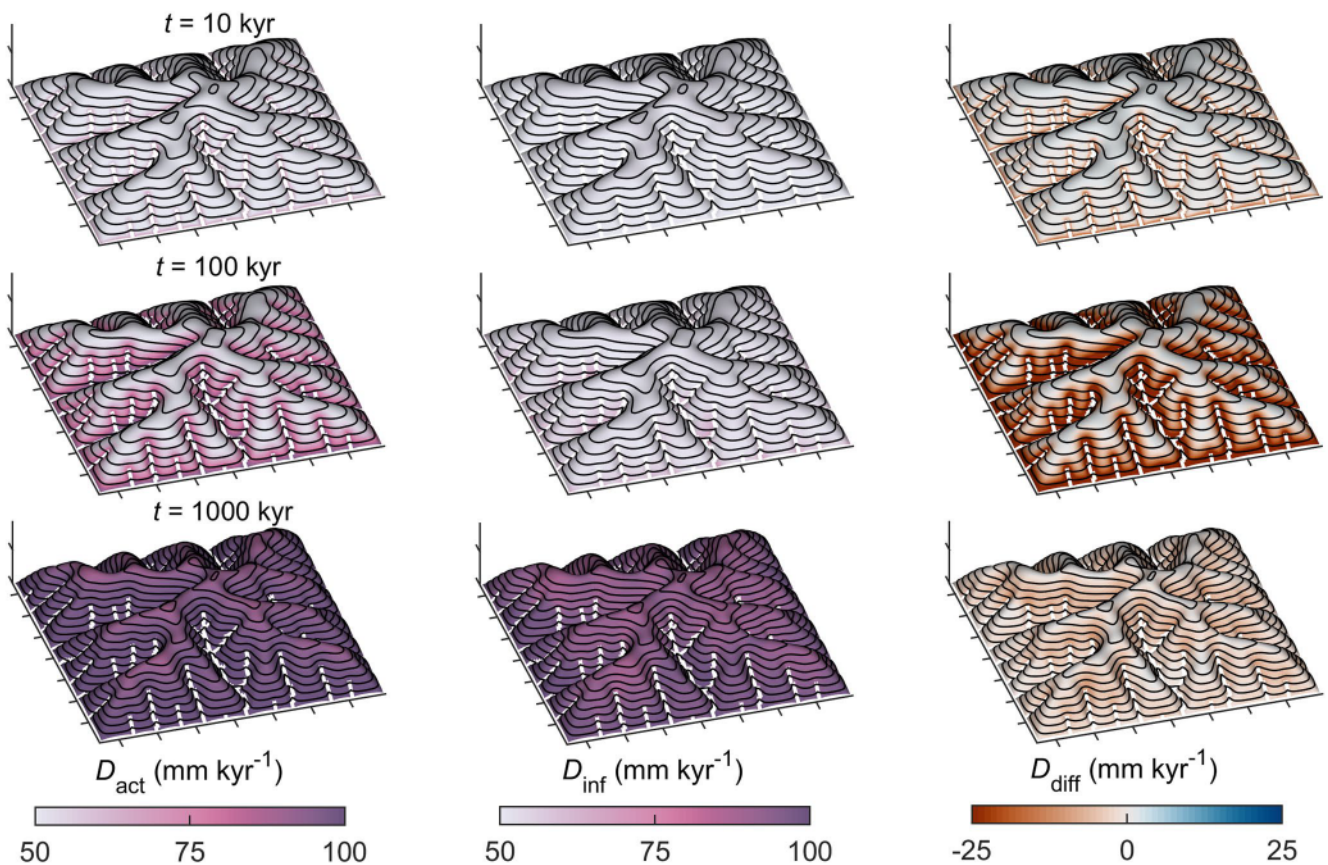 t = 10 kyr
t = 100 kyr
t = 1000 kyr
D_act (mm kyr⁻¹) D_inf (mm kyr⁻¹) D_diff (mm kyr⁻¹)
50 75 100 50 75 100 -25 0 25